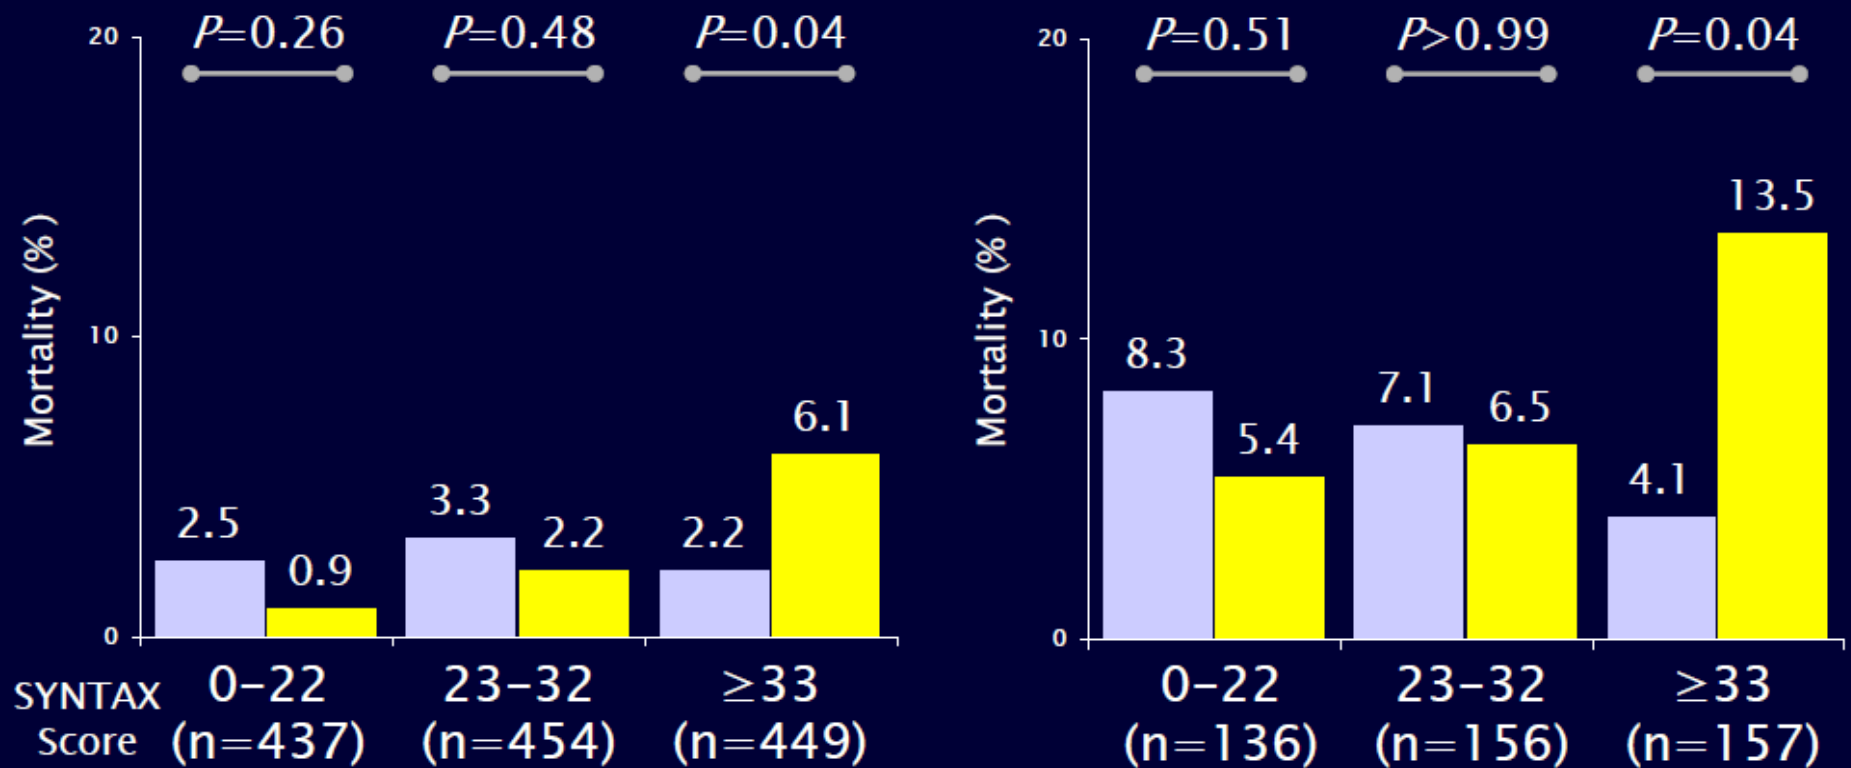 P=0.26 P=0.48 P=0.04
20
10
0
Mortality (%)
2.5 0.9 3.3 2.2 2.2 6.1
SYNTAX Score
0-22 23-32 ≥33
(n=437) (n=454) (n=449)
P=0.51 P>0.99 P=0.04
20
10
0
Mortality (%)
8.3 5.4 7.1 6.5 4.1 13.5
0-22 23-32 ≥33
(n=136) (n=156) (n=157)